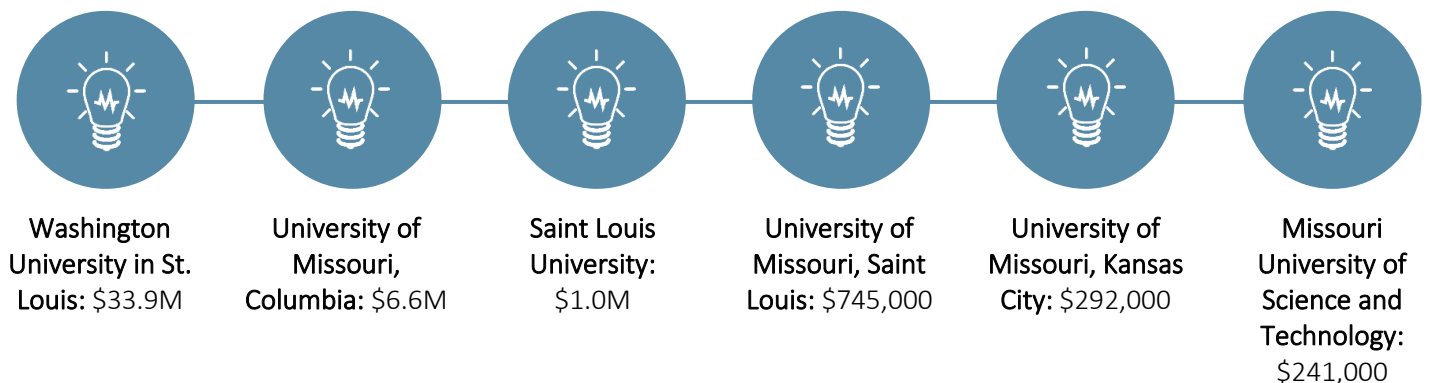 Washington
University in St.
Louis: $33.9M
University of
Missouri,
Columbia: $6.6M
Saint Louis
University:
$1.0M
University of
Missouri, Saint
Louis: $745,000
University of
Missouri, Kansas
City: $292,000
Missouri
University of
Science and
Technology:
$241,000